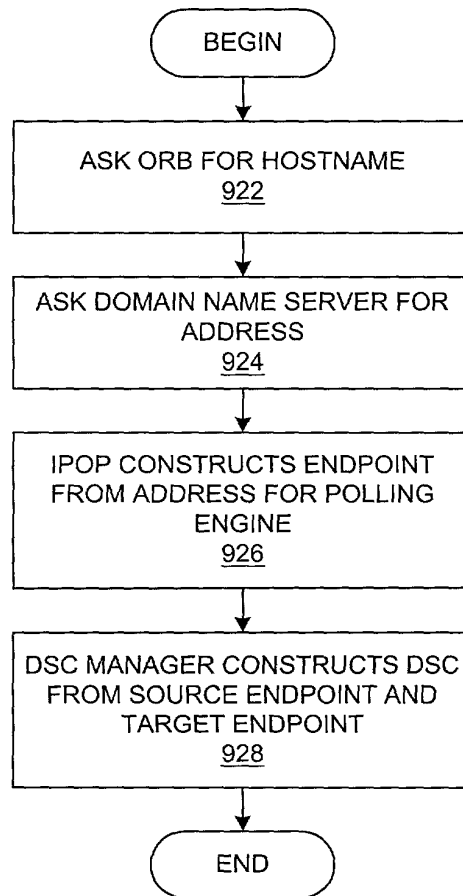 BEGIN
ASK ORB FOR HOSTNAME
922
ASK DOMAIN NAME SERVER FOR
ADDRESS
924
IPOP CONSTRUCTS ENDPOINT
FROM ADDRESS FOR POLLING
ENGINE
926
DSC MANAGER CONSTRUCTS DSC
FROM SOURCE ENDPOINT AND
TARGET ENDPOINT
928
END